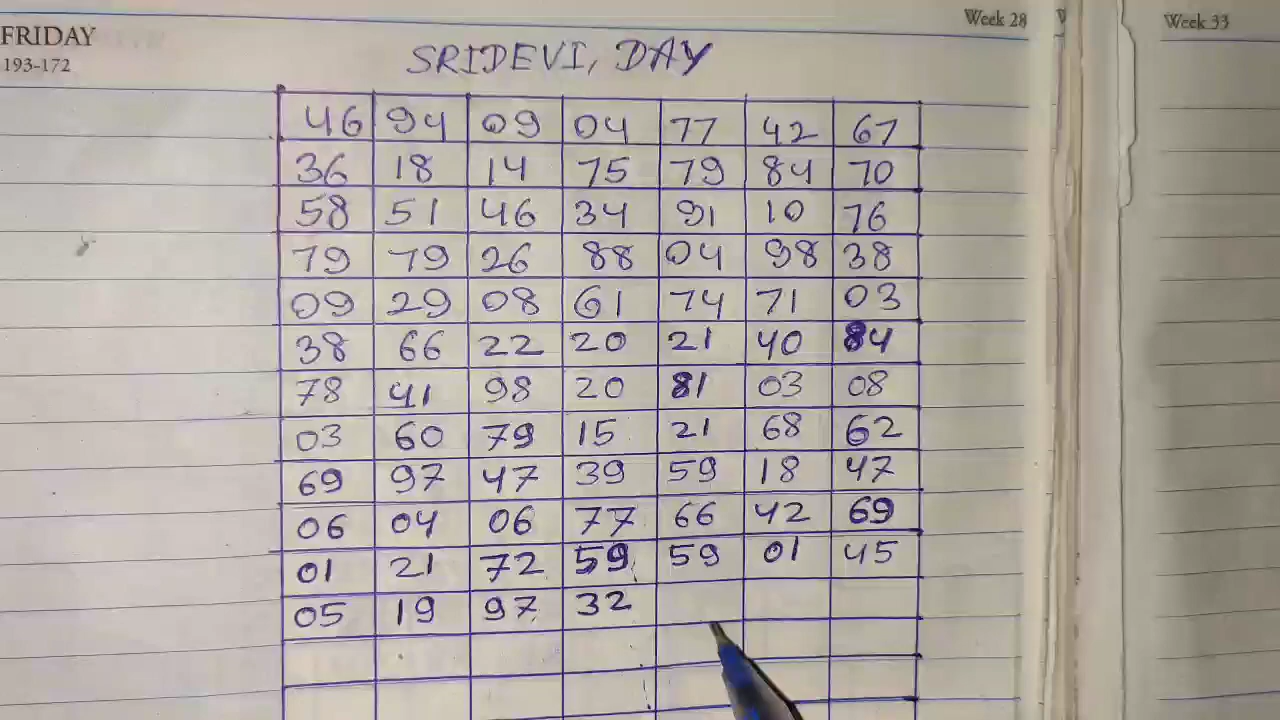 FRIDAY
193-172
Week 28
Week 33
SRIDEVI, DAY
46 94 09 04 77 42 67
36 18 14 75 79 84 70
58 51 46 34 91 10 76
79 79 26 88 04 98 38
09 29 08 61 74 71 03
38 66 22 20 21 40 84
78 41 98 20 81 03 08
03 60 79 15 21 68 62
69 97 47 39 59 18 47
06 04 06 77 66 42 69
01 21 72 59 59 01 45
05 19 97 32